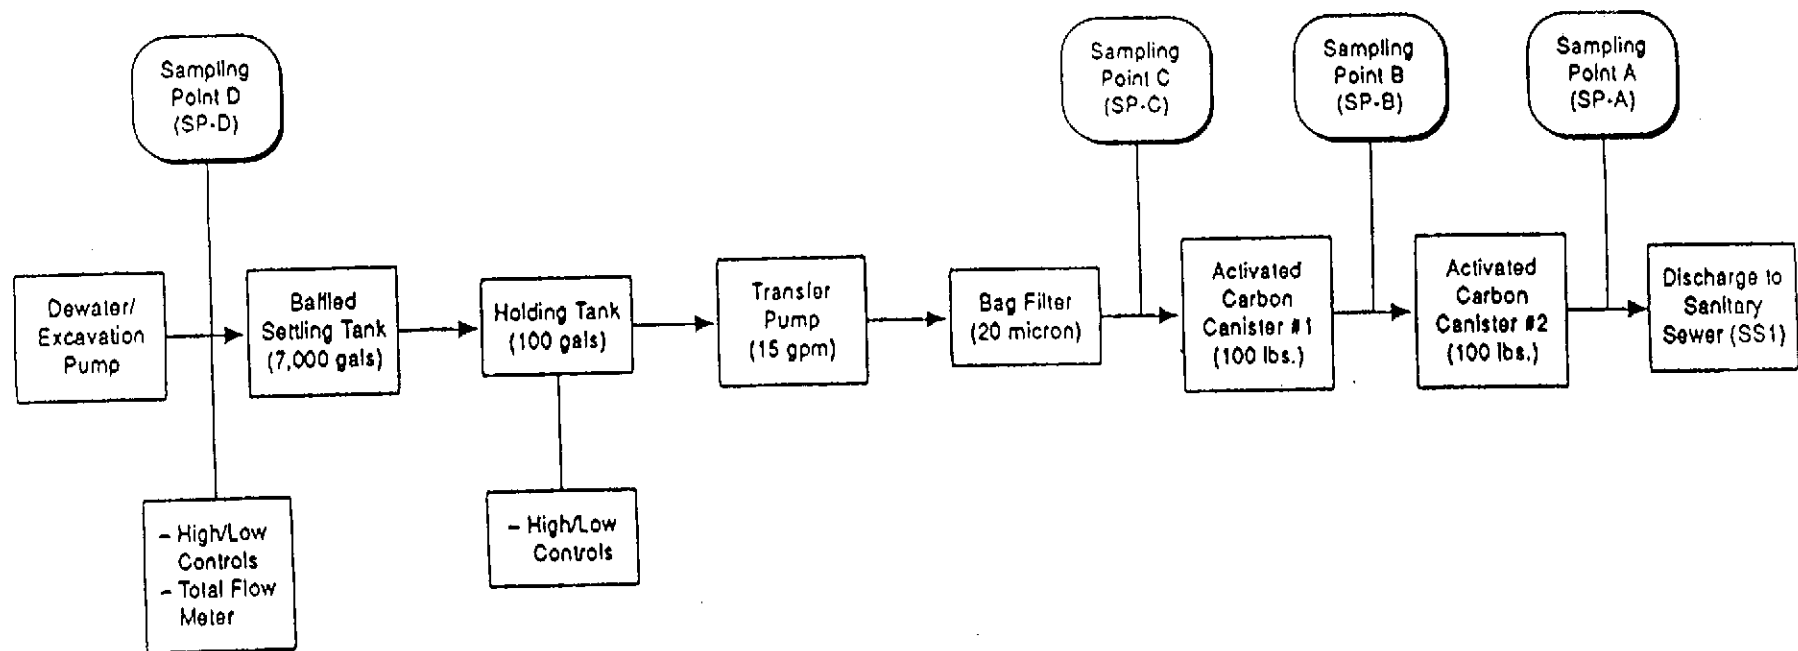 Sampling
Point D
(SP-D)
Sampling
Point C
(SP-C)
Sampling
Point B
(SP-B)
Sampling
Point A
(SP-A)
Dewater/
Excavation
Pump
Baffled
Settling Tank
(7,000 gals)
Holding Tank
(100 gals)
Transfer
Pump
(15 gpm)
Bag Filter
(20 micron)
Activated
Carbon
Canister #1
(100 lbs.)
Activated
Carbon
Canister #2
(100 lbs.)
Discharge to
Sanitary
Sewer (SS1)
– High/Low
Controls
– Total Flow
Meter
– High/Low
Controls